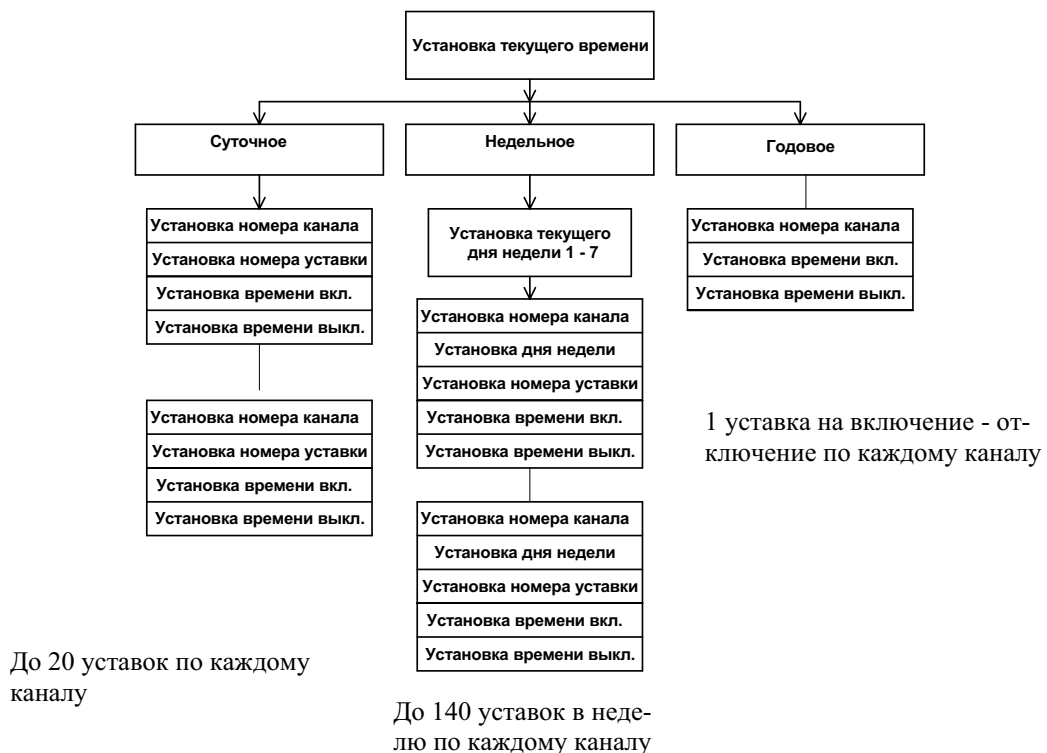 Установка текущего времени
Суточное
Недельное
Годовое
Установка номера канала
Установка номера уставки
Установка времени вкл.
Установка времени выкл.
Установка текущего
дня недели 1 - 7
Установка номера канала
Установка времени вкл.
Установка времени выкл.
Установка номера канала
Установка дня недели
Установка номера уставки
Установка времени вкл.
Установка времени выкл.
Установка номера канала
Установка номера уставки
Установка времени вкл.
Установка времени выкл.
1 уставка на включение - от-
ключение по каждому каналу
Установка номера канала
Установка дня недели
Установка номера уставки
Установка времени вкл.
Установка времени выкл.
До 20 уставок по каждому
каналу
До 140 уставок в неде-
лю по каждому каналу